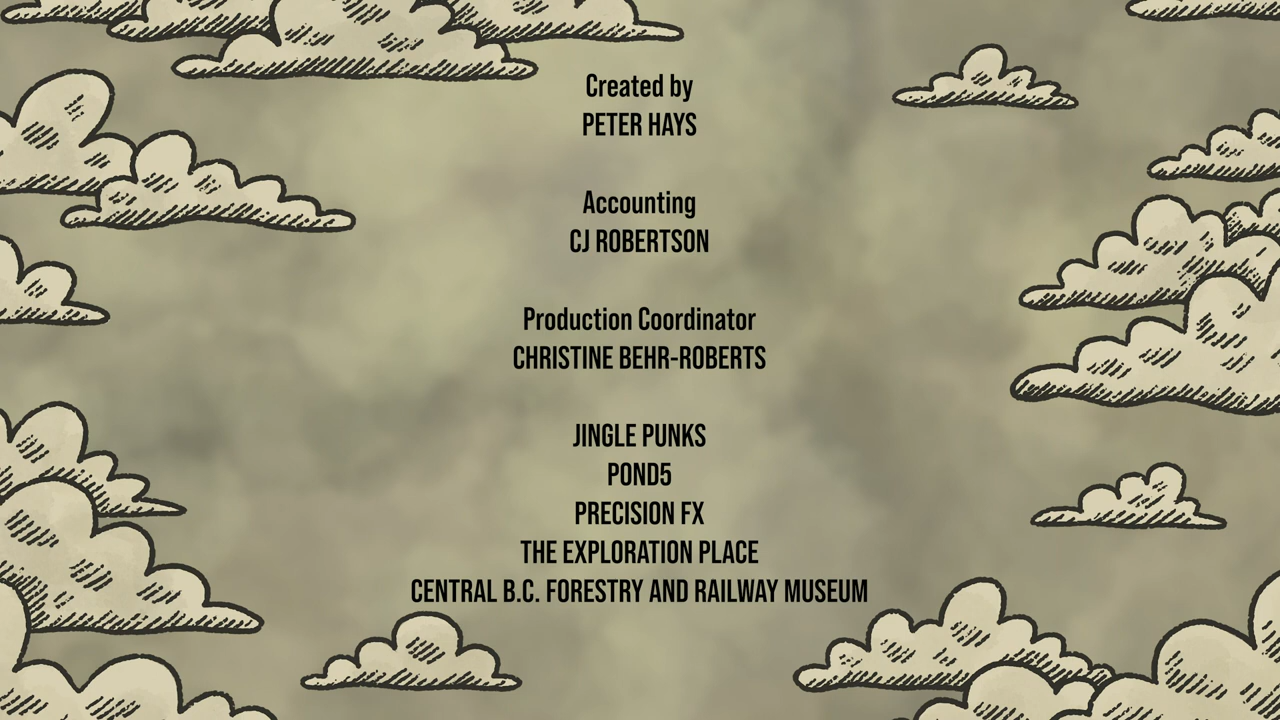 Created by
PETER HAYS
Accounting
CJ ROBERTSON
Production Coordinator
CHRISTINE BEHR-ROBERTS
JINGLE PUNKS
POND5
PRECISION FX
THE EXPLORATION PLACE
CENTRAL B.C. FORESTRY AND RAILWAY MUSEUM